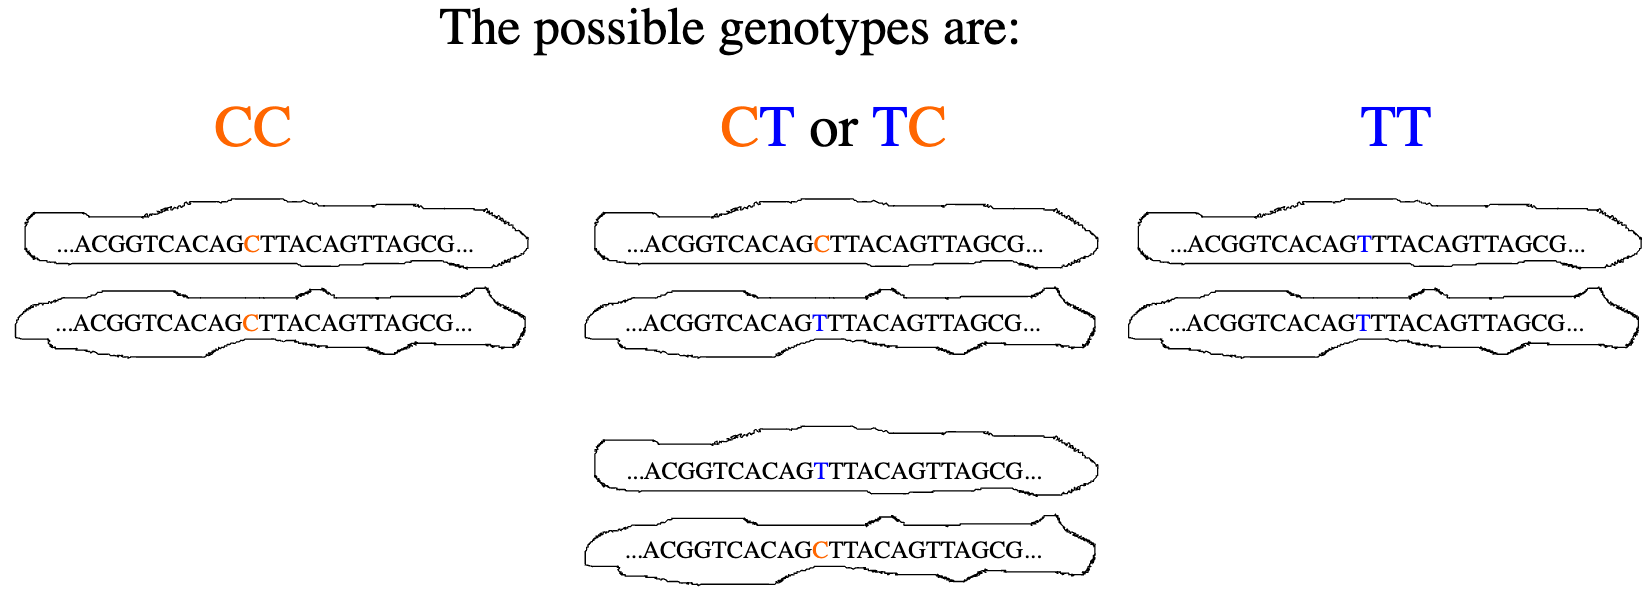 The possible genotypes are:
CC
CT or TC
TT
...ACGGTCACAGCTTACAGTTAGCG...
...ACGGTCACAGCTTACAGTTAGCG...
...ACGGTCACAGCTTACAGTTAGCG...
...ACGGTCACAGTTTACAGTTAGCG...
...ACGGTCACAGTTTACAGTTAGCG...
...ACGGTCACAGCTTACAGTTAGCG...
...ACGGTCACAGTTTACAGTTAGCG...
...ACGGTCACAGTTTACAGTTAGCG...